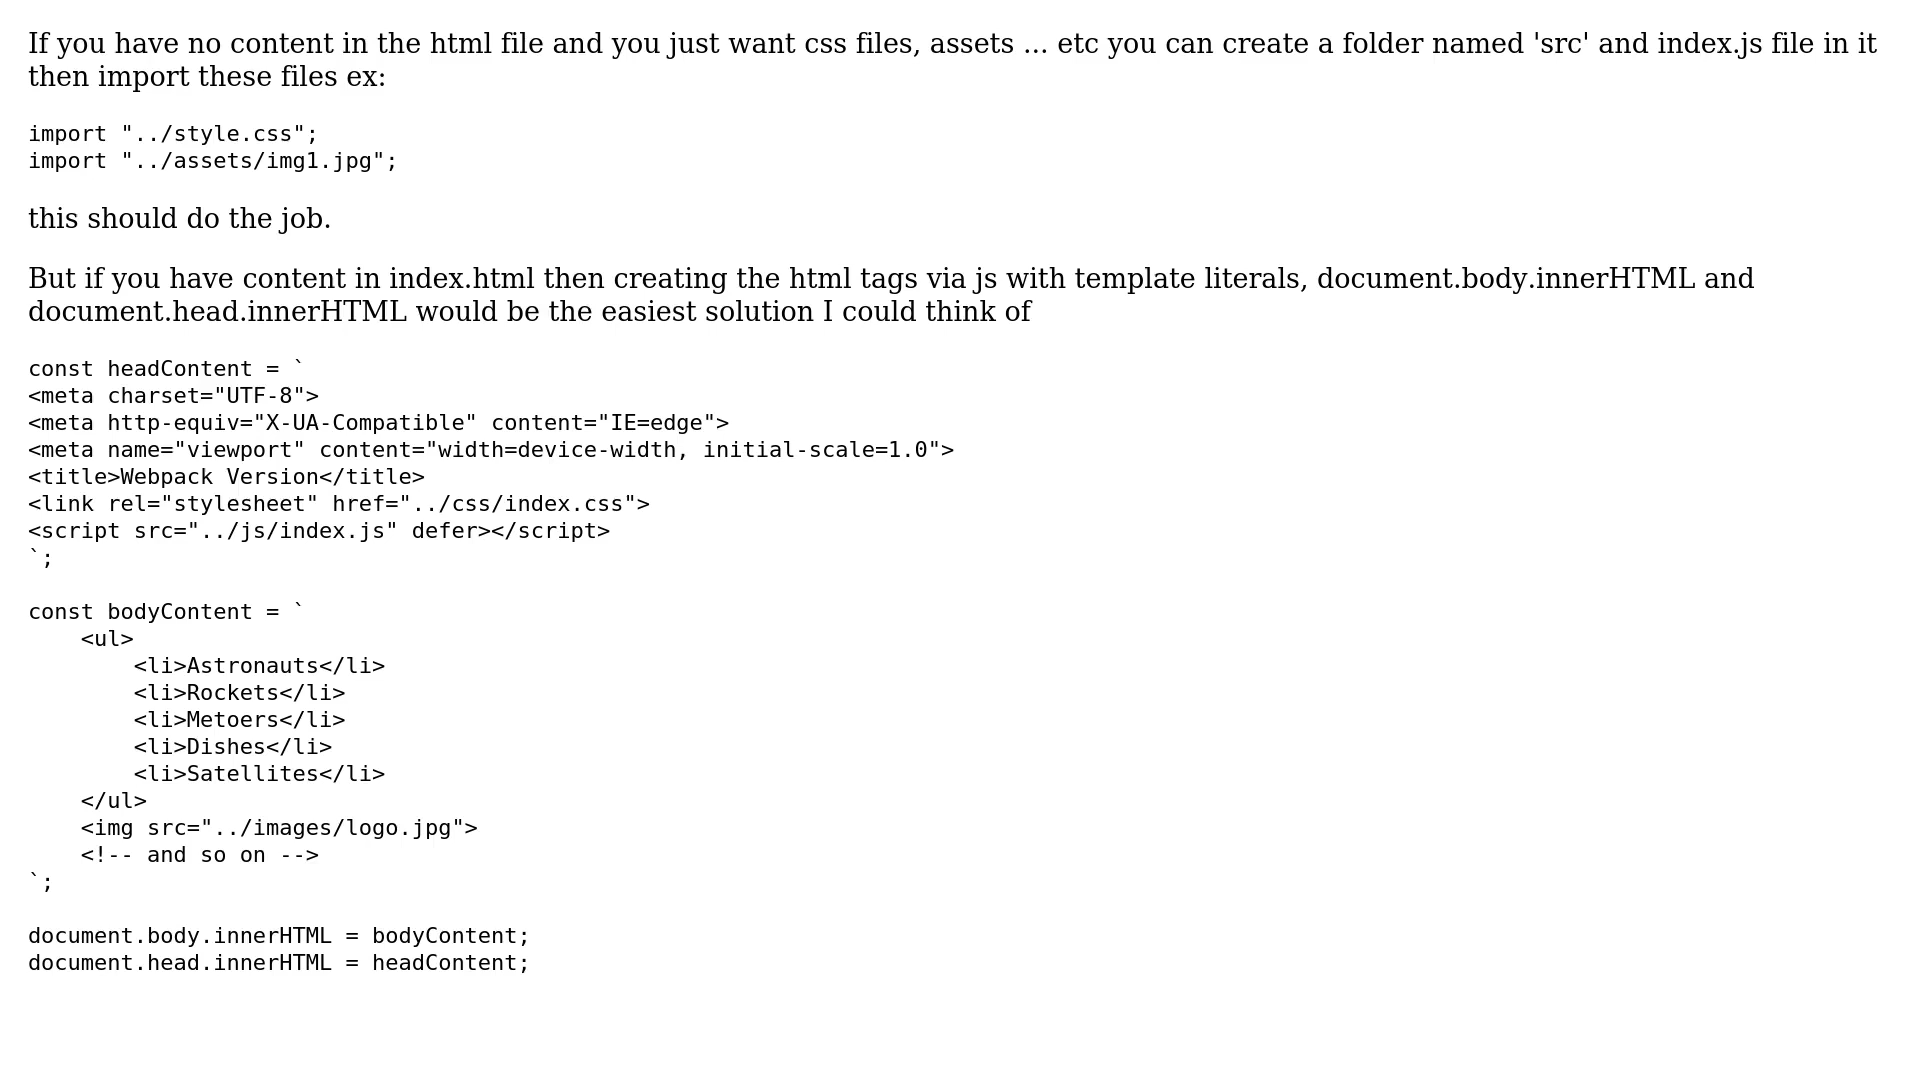 If you have no content in the html file and you just want css files, assets ... etc you can create a folder named 'src' and index.js file in it
then import these files ex:
import "../style.css";
import "../assets/img1.jpg";
this should do the job.
But if you have content in index.html then creating the html tags via js with template literals, document.body.innerHTML and
document.head.innerHTML would be the easiest solution I could think of
const headContent = `
<meta charset="UTF-8">
<meta http-equiv="X-UA-Compatible" content="IE=edge">
<meta name="viewport" content="width=device-width, initial-scale=1.0">
<title>Webpack Version</title>
<link rel="stylesheet" href="../css/index.css">
<script src="../js/index.js" defer></script>
`;
const bodyContent = `
    <ul>
        <li>Astronauts</li>
        <li>Rockets</li>
        <li>Metoers</li>
        <li>Dishes</li>
        <li>Satellites</li>
    </ul>
    <img src="../images/logo.jpg">
    <!-- and so on -->
`;
document.body.innerHTML = bodyContent;
document.head.innerHTML = headContent;